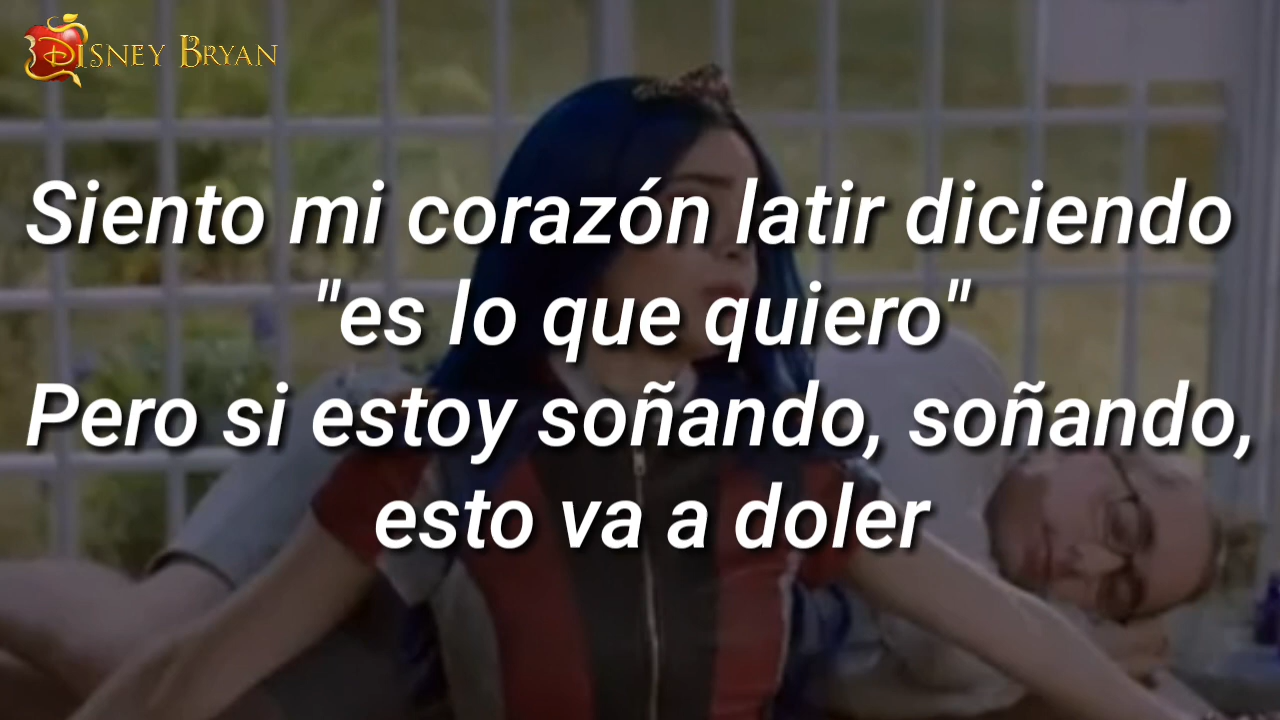 Disney Bryan
Siento mi corazón latir diciendo
"es lo que quiero"
Pero si estoy soñando, soñando,
esto va a doler